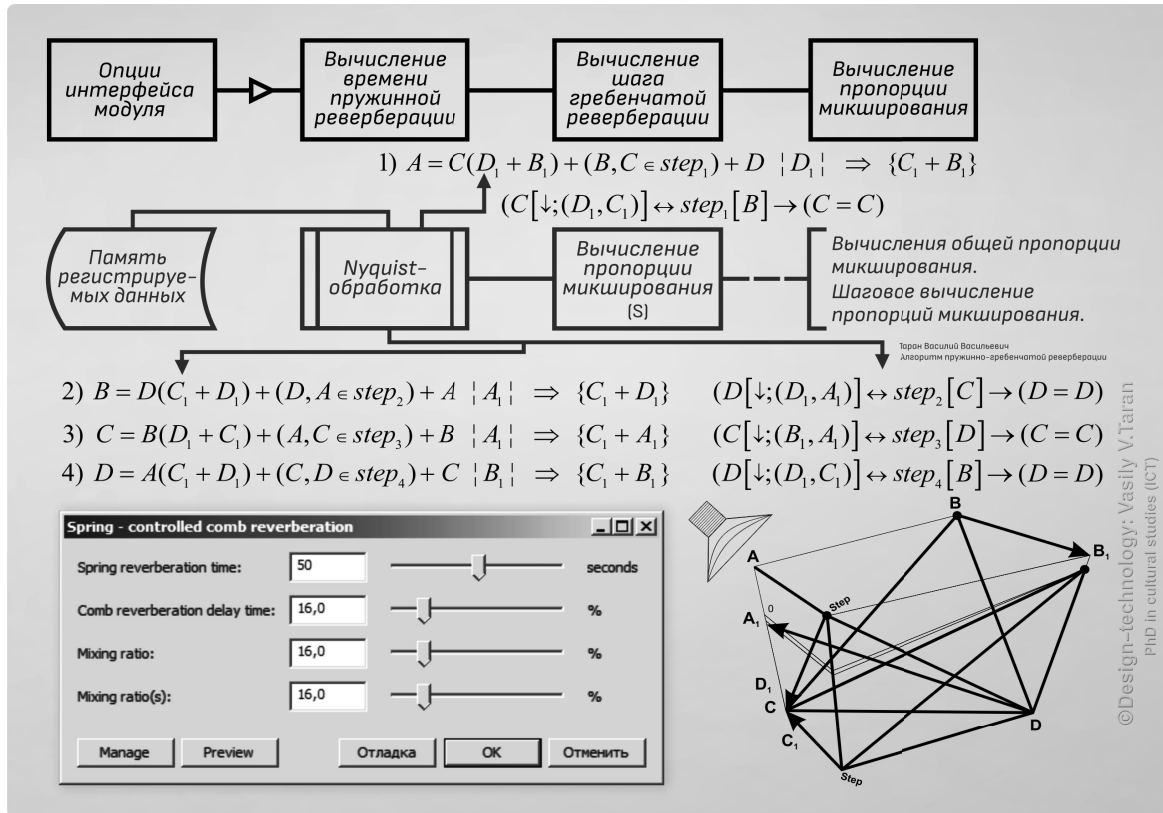 Опции
интерфейса
модуля
Вычисление
времени
пружинной
реверберации
Вычисление
шага
гребенчатой
реверберации
Вычисление
пропорции
микширования
1) A = C(D₁ + B₁) + (B, C ∈ step₁) + D ¦D₁¦ ⇒ {C₁ + B₁}
(C[↓;(D₁, C₁)] ↔ step₁[B] → (C = C)
Память
регистрируе-
мых данных
Nyquist-
обработка
Вычисление
пропорции
микширования
(S)
Вычисления общей пропорции
микширования.
Шаговое вычисление
пропорций микширования.
Таран Василий Васильевич
Алгоритм пружинно-гребенчатой реверберации
2) B = D(C₁ + D₁) + (D, A ∈ step₂) + A ¦A₁¦ ⇒ {C₁ + D₁} (D[↓;(D₁, A₁)] ↔ step₂[C] → (D = D)
3) C = B(D₁ + C₁) + (A, C ∈ step₃) + B ¦A₁¦ ⇒ {C₁ + A₁} (C[↓;(B₁, A₁)] ↔ step₃[D] → (C = C)
4) D = A(C₁ + D₁) + (C, D ∈ step₄) + C ¦B₁¦ ⇒ {C₁ + B₁} (D[↓;(D₁, C₁)] ↔ step₄[B] → (D = D)
Spring - controlled comb reverberation
Spring reverberation time: 50 seconds
Comb reverberation delay time: 16,0 %
Mixing ratio: 16,0 %
Mixing ratio(s): 16,0 %
Manage Preview Отладка OK Отменить
B
B₁
A
Step
0
A₁
D₁
C
D
C₁
Step
©Design-technology: Vasily V.Taran
PhD in cultural studies (ICT)